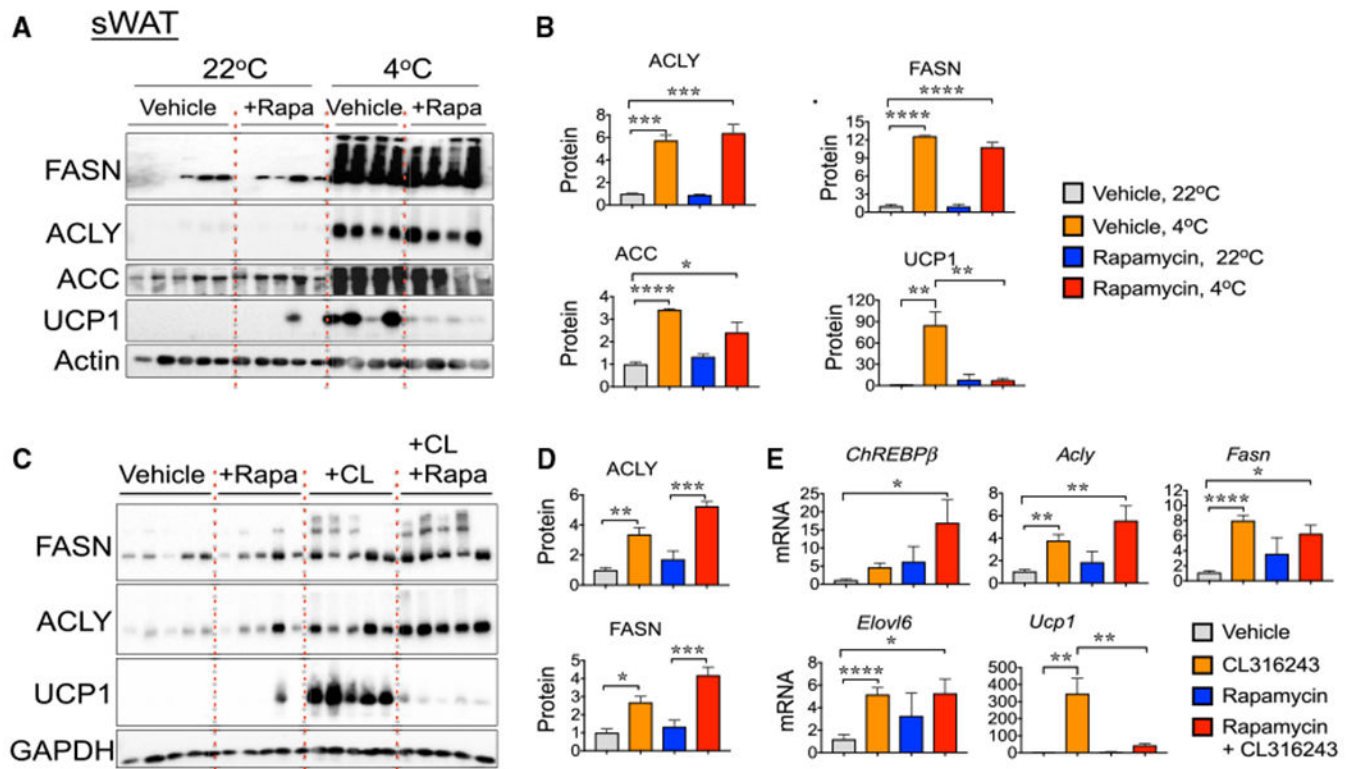 A sWAT
22°C 4°C
Vehicle +Rapa Vehicle +Rapa
FASN
ACLY
ACC
UCP1
Actin
B
ACLY
Protein
8
6
4
2
0
***
***
FASN
Protein
15
12
9
6
3
0
****
****
ACC
Protein
4
3
2
1
0
****
*
UCP1
Protein
120
90
60
30
0
**
**
Vehicle, 22°C
Vehicle, 4°C
Rapamycin, 22°C
Rapamycin, 4°C
C
Vehicle +Rapa +CL +CL
+Rapa
FASN
ACLY
UCP1
GAPDH
D
ACLY
Protein
6
4
2
0
**
***
FASN
Protein
5
4
3
2
1
0
*
***
E
ChREBPβ
mRNA
25
20
15
10
5
0
*
Acly
8
6
4
2
0
**
**
Fasn
12
10
8
6
4
2
0
****
*
Elovl6
mRNA
8
6
4
2
0
****
*
Ucp1
500
400
300
200
100
0
**
**
Vehicle
CL316243
Rapamycin
Rapamycin
+ CL316243